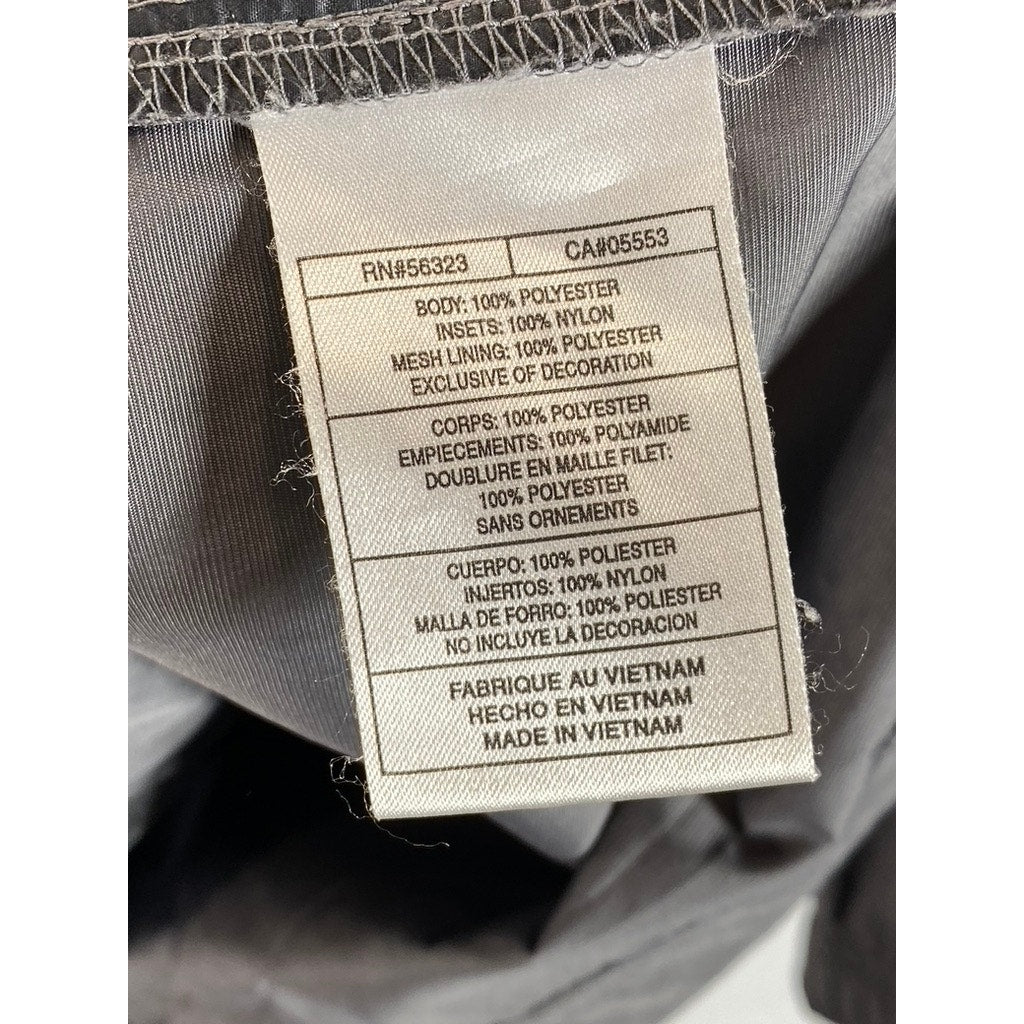 RN#56323 CA#05553
BODY: 100% POLYESTER
INSETS: 100% NYLON
MESH LINING: 100% POLYESTER
EXCLUSIVE OF DECORATION
CORPS: 100% POLYESTER
EMPIECEMENTS: 100% POLYAMIDE
DOUBLURE EN MAILLE FILET:
100% POLYESTER
SANS ORNEMENTS
CUERPO: 100% POLIESTER
INJERTOS: 100% NYLON
MALLA DE FORRO: 100% POLIESTER
NO INCLUYE LA DECORACION
FABRIQUE AU VIETNAM
HECHO EN VIETNAM
MADE IN VIETNAM